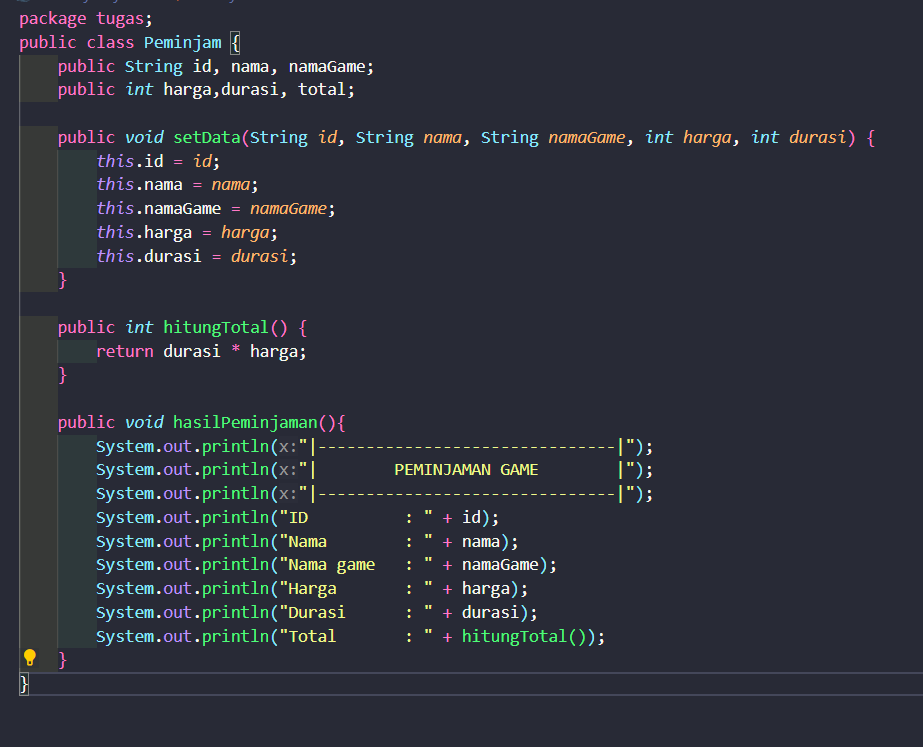 package tugas;
public class Peminjam {
    public String id, nama, namaGame;
    public int harga,durasi, total;

    public void setData(String id, String nama, String namaGame, int harga, int durasi) {
        this.id = id;
        this.nama = nama;
        this.namaGame = namaGame;
        this.harga = harga;
        this.durasi = durasi;
    }

    public int hitungTotal() {
        return durasi * harga;
    }

    public void hasilPeminjaman(){
        System.out.println(x:"|-------------------------------|");
        System.out.println(x:"|        PEMINJAMAN GAME        |");
        System.out.println(x:"|-------------------------------|");
        System.out.println("ID          : " + id);
        System.out.println("Nama        : " + nama);
        System.out.println("Nama game   : " + namaGame);
        System.out.println("Harga       : " + harga);
        System.out.println("Durasi      : " + durasi);
        System.out.println("Total       : " + hitungTotal());
    }
}